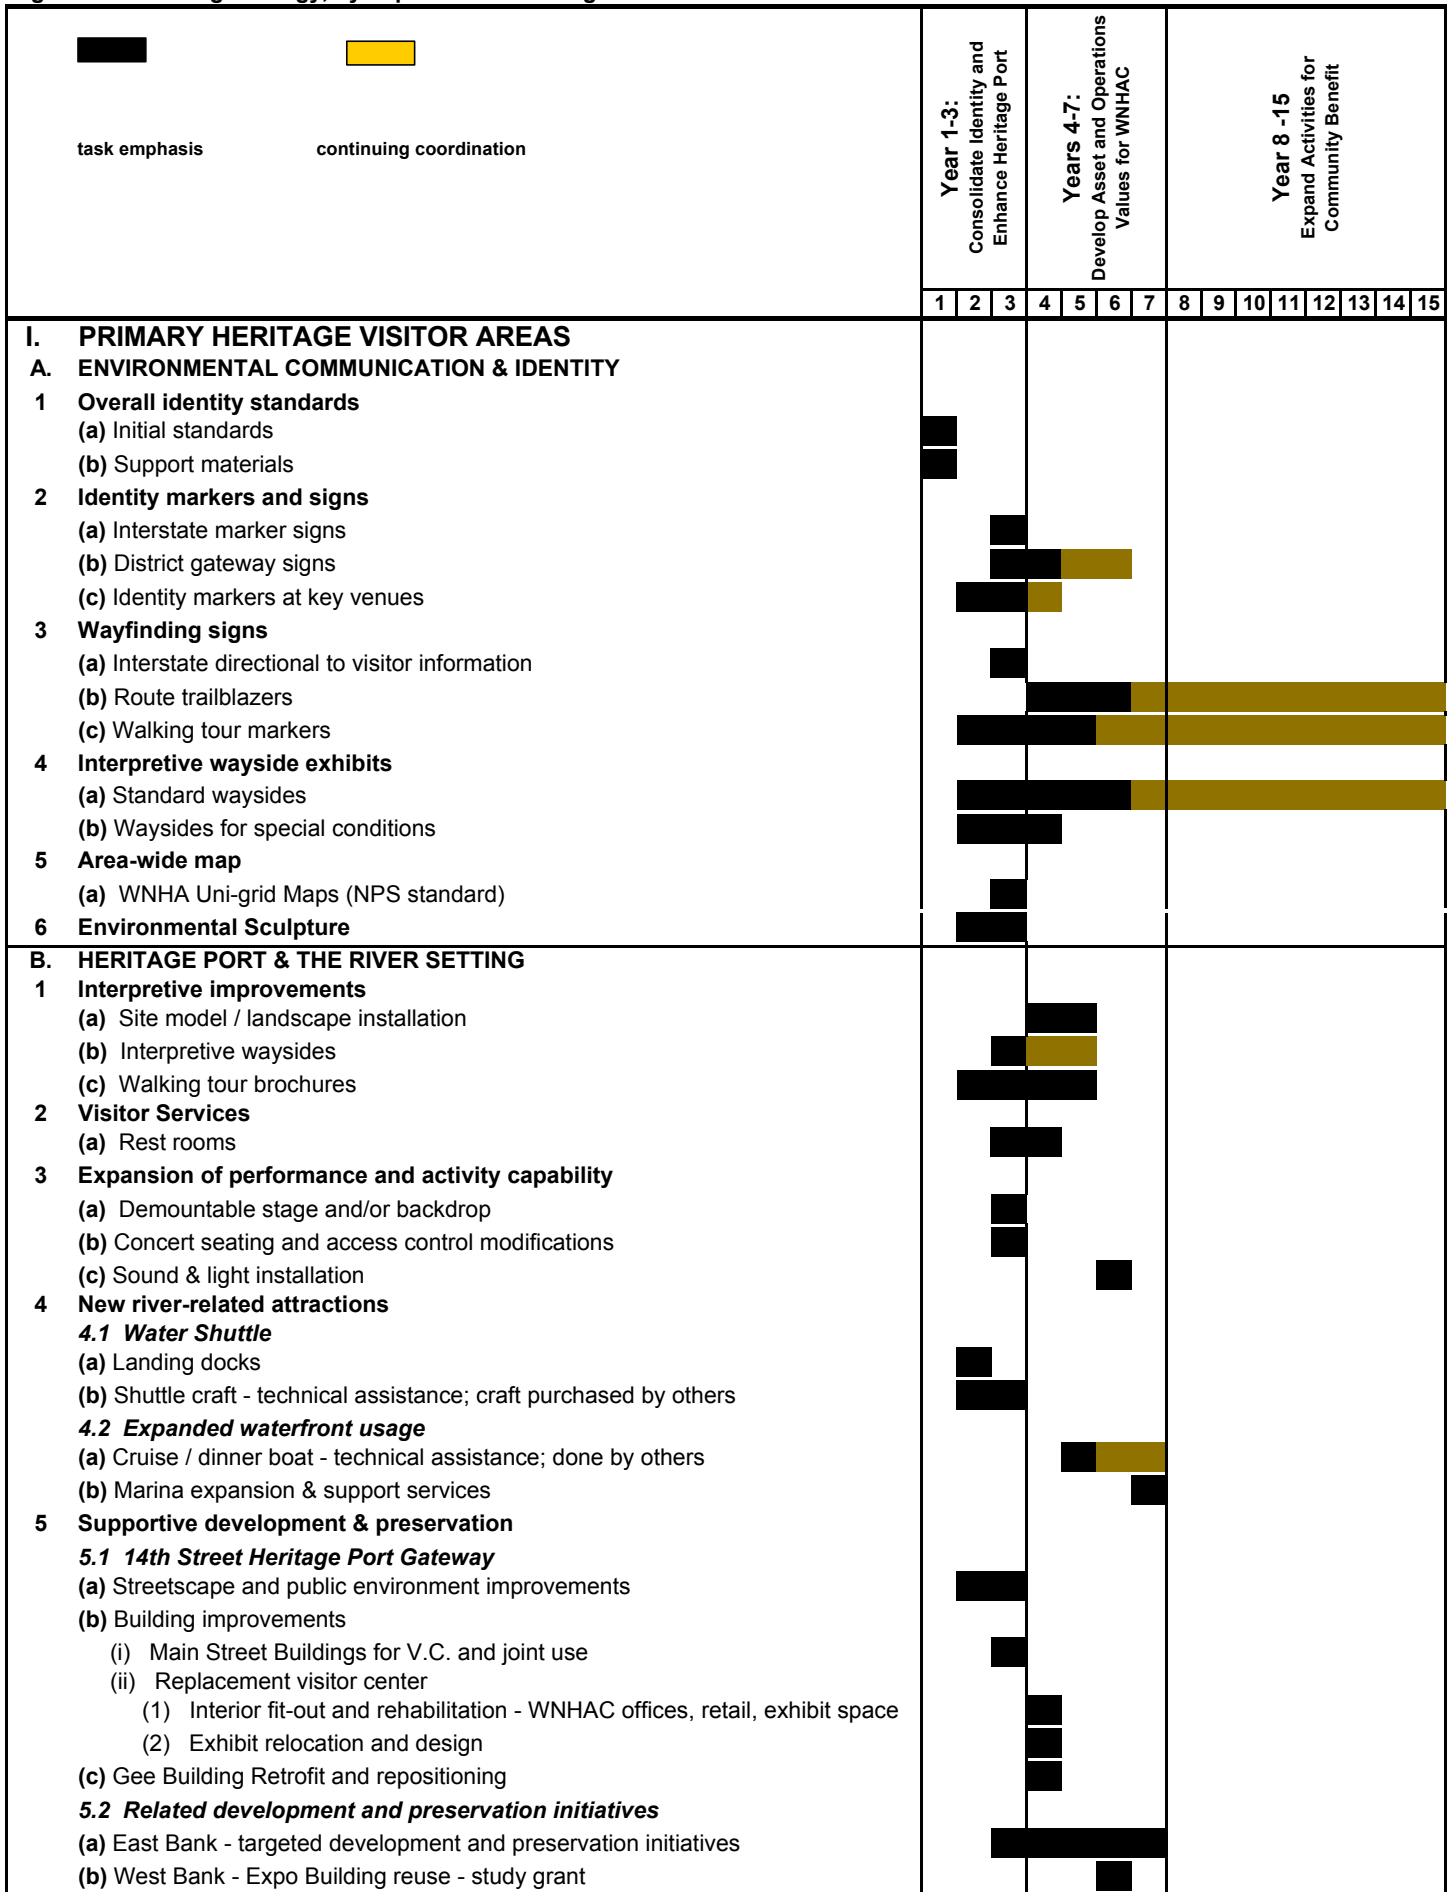 task emphasis continuing coordination
Year 1-3:
Consolidate Identity and
Enhance Heritage Port
Years 4-7:
Develop Asset and Operations
Values for WNHAC
Year 8 -15
Expand Activities for
Community Benefit
1 2 3 4 5 6 7 8 9 10 11 12 13 14 15
I. PRIMARY HERITAGE VISITOR AREAS
A. ENVIRONMENTAL COMMUNICATION & IDENTITY
1 Overall identity standards
(a) Initial standards
(b) Support materials
2 Identity markers and signs
(a) Interstate marker signs
(b) District gateway signs
(c) Identity markers at key venues
3 Wayfinding signs
(a) Interstate directional to visitor information
(b) Route trailblazers
(c) Walking tour markers
4 Interpretive wayside exhibits
(a) Standard waysides
(b) Waysides for special conditions
5 Area-wide map
(a) WNHA Uni-grid Maps (NPS standard)
6 Environmental Sculpture
B. HERITAGE PORT & THE RIVER SETTING
1 Interpretive improvements
(a) Site model / landscape installation
(b) Interpretive waysides
(c) Walking tour brochures
2 Visitor Services
(a) Rest rooms
3 Expansion of performance and activity capability
(a) Demountable stage and/or backdrop
(b) Concert seating and access control modifications
(c) Sound & light installation
4 New river-related attractions
4.1 Water Shuttle
(a) Landing docks
(b) Shuttle craft - technical assistance; craft purchased by others
4.2 Expanded waterfront usage
(a) Cruise / dinner boat - technical assistance; done by others
(b) Marina expansion & support services
5 Supportive development & preservation
5.1 14th Street Heritage Port Gateway
(a) Streetscape and public environment improvements
(b) Building improvements
(i) Main Street Buildings for V.C. and joint use
(ii) Replacement visitor center
(1) Interior fit-out and rehabilitation - WNHAC offices, retail, exhibit space
(2) Exhibit relocation and design
(c) Gee Building Retrofit and repositioning
5.2 Related development and preservation initiatives
(a) East Bank - targeted development and preservation initiatives
(b) West Bank - Expo Building reuse - study grant